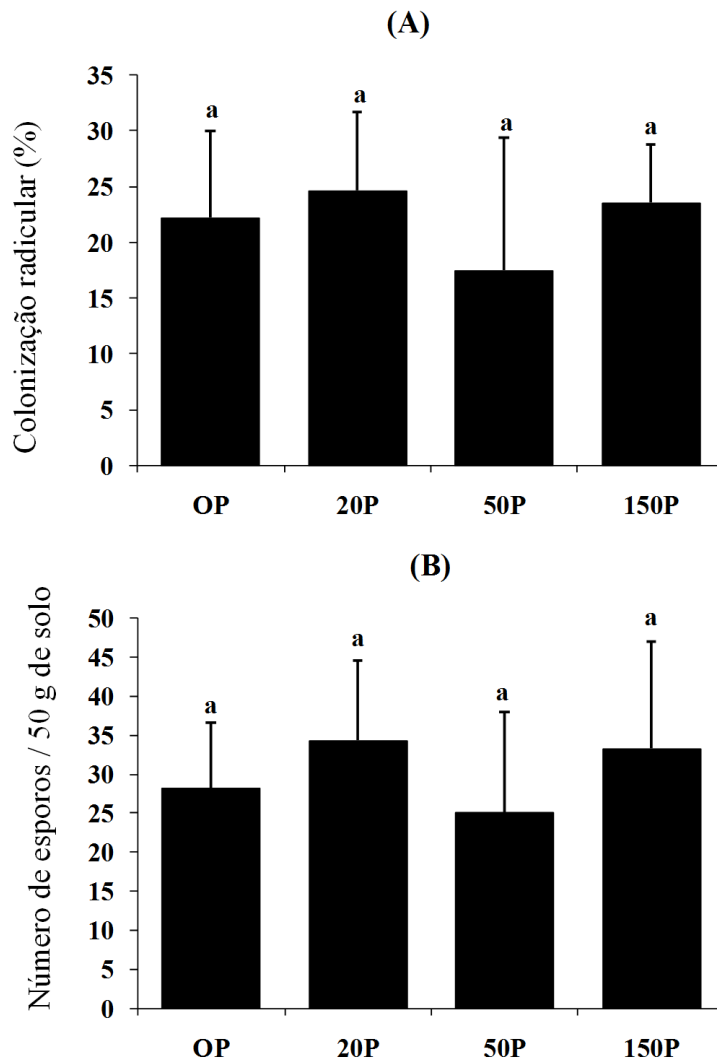 (A)
Colonização radicular (%)
35
30
25
20
15
10
5
0
a
a
a
a
OP
20P
50P
150P
(B)
Número de esporos / 50 g de solo
50
45
40
35
30
25
20
15
10
5
0
a
a
a
a
OP
20P
50P
150P